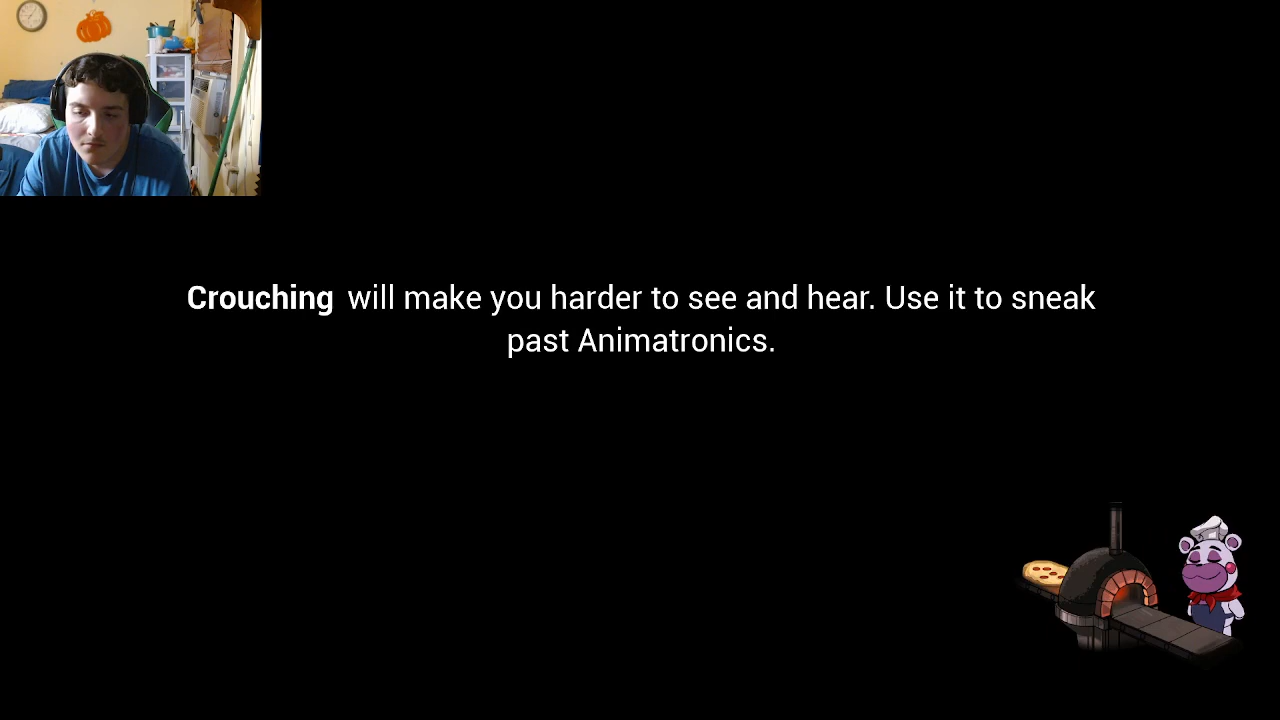 Crouching will make you harder to see and hear. Use it to sneak
past Animatronics.